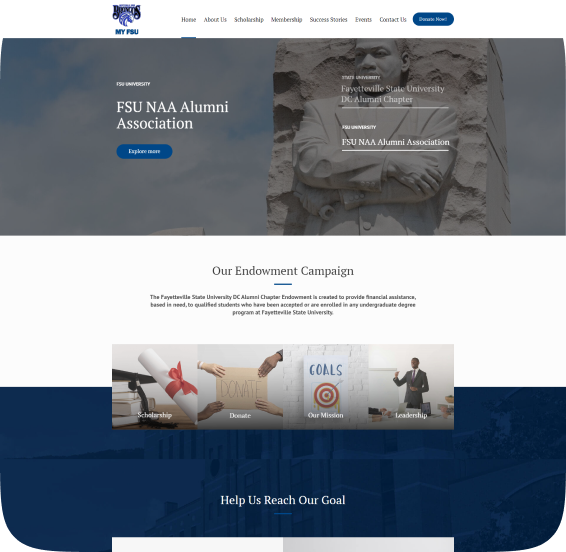 BRONCOS
MY FSU
Home About Us Scholarship Membership Success Stories Events Contact Us Donate Now!
FSU UNIVERSITY
FSU NAA Alumni
Association
Explore more
STATE UNIVERSITY
Fayetteville State University
DC Alumni Chapter
FSU UNIVERSITY
FSU NAA Alumni Association
Our Endowment Campaign
The Fayetteville State University DC Alumni Chapter Endowment is created to provide financial assistance,
based in need, to qualified students who have been accepted or are enrolled in any undergraduate degree
program at Fayetteville State University.
DONATE
GOALS
Scholarship Donate Our Mission Leadership
Help Us Reach Our Goal